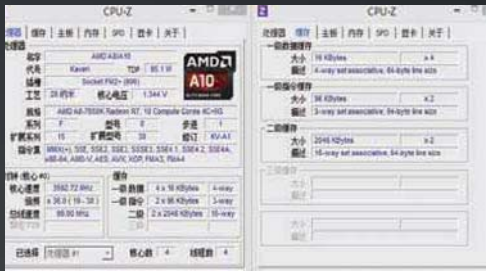 CPU-Z
处理器 缓存 主板 内存 SPD 显卡 关于
处理器
名字 AMD A8/A10
代号 Kaveri TDP 95.1 W
插槽 Socket FM2+ (906)
工艺 28 纳米 核心电压 1.344 V
AMD
A10
规格 AMD A8-7650K Radeon R7, 10 Compute Cores 4C+6G
系列 F 型号 步进 1
扩展系列 15 扩展型号 38 修订 KV-A1
指令集 MMX(+), SSE, SSE2, SSE3, SSSE3, SSE4.1, SSE4.2, SSE4A,
x86-64, AMD-V, AES, AVX, XOP, FMA3, FMA4
时钟 (核心 #0)
核心速度 3592.72 MHz
倍频 x 36.0 ( 19 - 38 )
总线速度 99.80 MHz
缓存
一级 数据 4 x 16 KBytes 4-way
一级 指令 2 x 96 KBytes 3-way
二级 2 x 2048 KBytes 16-way
三级
已选择 处理器 #1 核心数 4 线程数 4
CPU-Z
处理器 缓存 主板 内存 SPD 显卡 关于
一级数据缓存
大小 16 KBytes x 4
描述 4-way set associative, 64-byte line size
一级指令缓存
大小 96 KBytes x 2
描述 3-way set associative, 64-byte line size
二级缓存
大小 2048 KBytes x 2
描述 16-way set associative, 64-byte line size
三级缓存
大小
描述
大小
描述